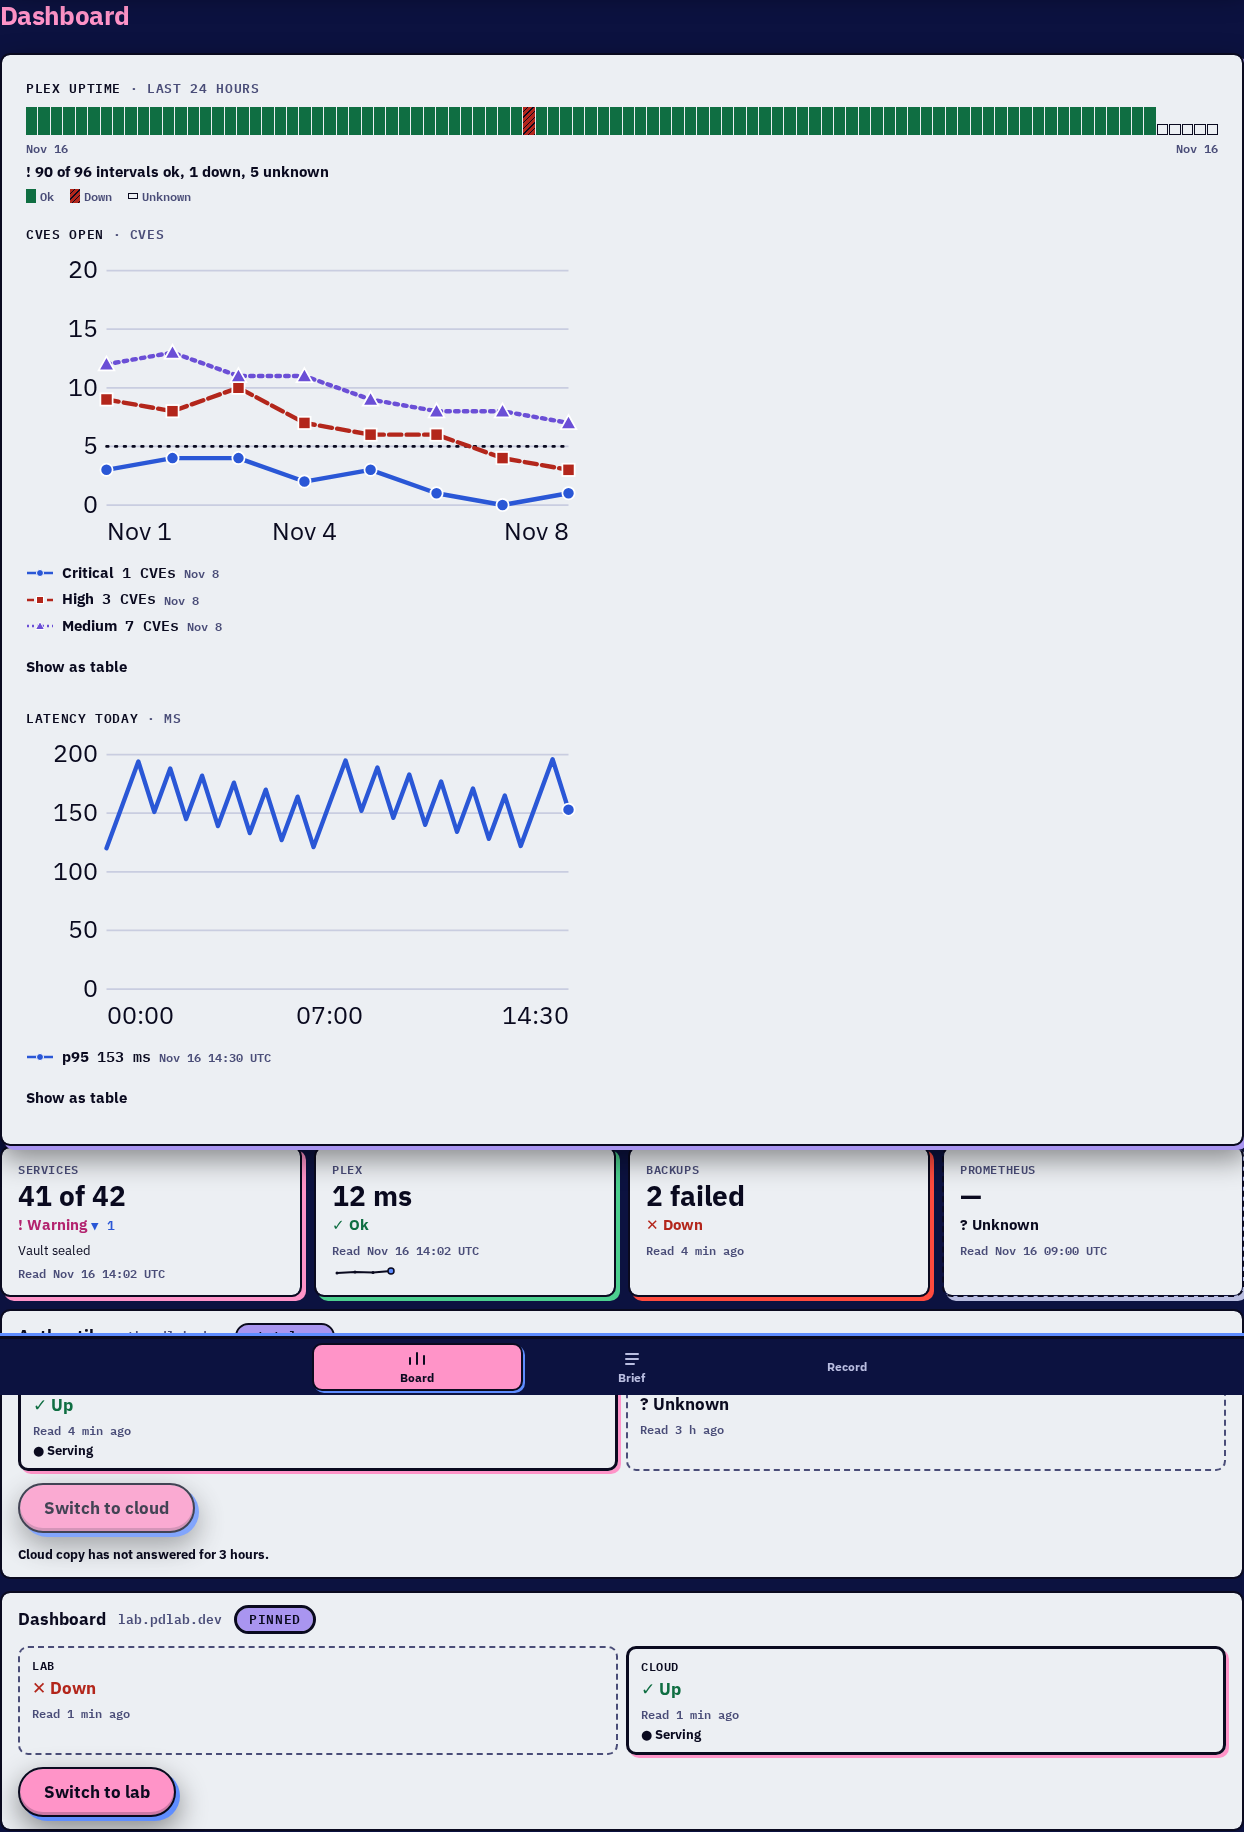 Dashboard
PLEX UPTIME · LAST 24 HOURS
Nov 16 Nov 16
! 90 of 96 intervals ok, 1 down, 5 unknown
Ok Down Unknown
CVES OPEN · CVES
20
15
10
5
0
Nov 1 Nov 4 Nov 8
Critical 1 CVEs Nov 8
High 3 CVEs Nov 8
Medium 7 CVEs Nov 8
Show as table
LATENCY TODAY · MS
200
150
100
50
0
00:00 07:00 14:30
p95 153 ms Nov 16 14:30 UTC
Show as table
SERVICES
41 of 42
! Warning ▼ 1
Vault sealed
Read Nov 16 14:02 UTC
PLEX
12 ms
✓ Ok
Read Nov 16 14:02 UTC
BACKUPS
2 failed
✕ Down
Read 4 min ago
PROMETHEUS
—
? Unknown
Read Nov 16 09:00 UTC
Board
Brief
Record
✓ Up
Read 4 min ago
● Serving
? Unknown
Read 3 h ago
Switch to cloud
Cloud copy has not answered for 3 hours.
Dashboard lab.pdlab.dev PINNED
LAB
✕ Down
Read 1 min ago
CLOUD
✓ Up
Read 1 min ago
● Serving
Switch to lab